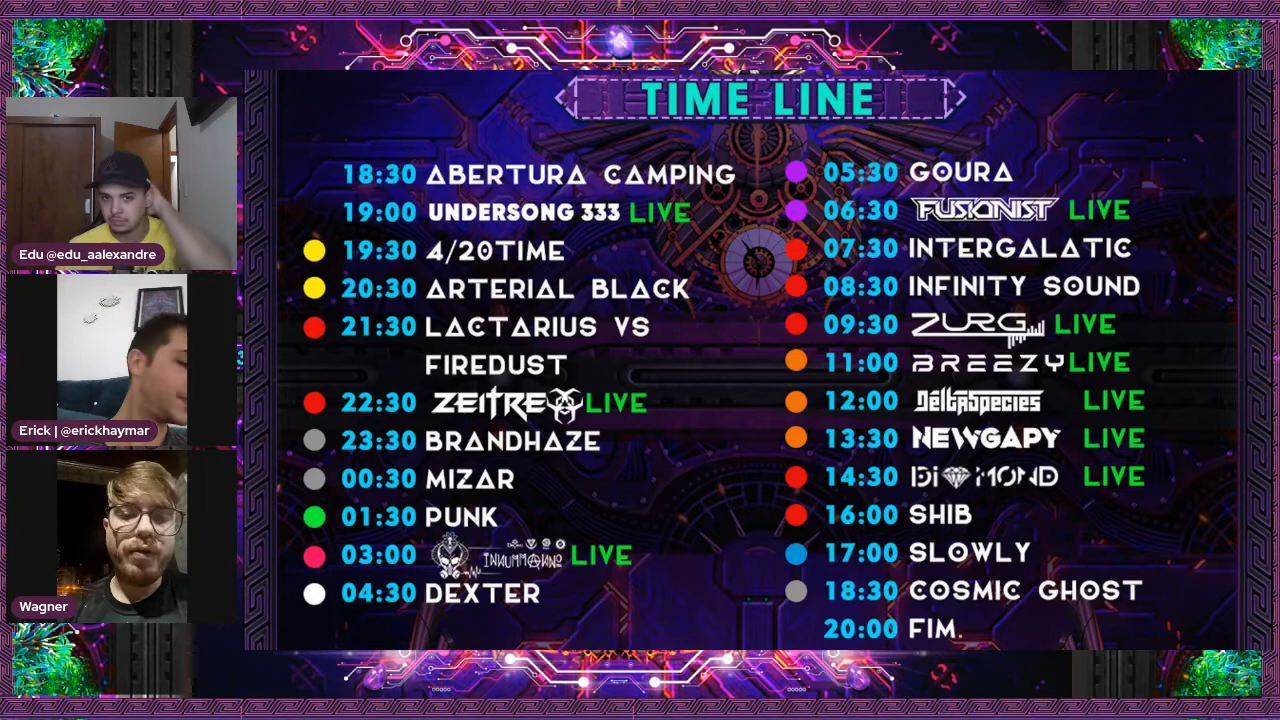 TIME LINE
18:30 ABERTURA CAMPING
19:00 UNDERSONG 333 LIVE
19:30 4/20TIME
20:30 ARTERIAL BLACK
21:30 LACTARIUS VS
FIREDUST
22:30 ZEITRE LIVE
23:30 BRANDHAZE
00:30 MIZAR
01:30 PUNK
03:00 LIVE
04:30 DEXTER
05:30 GOURA
06:30 FUSIONIST LIVE
07:30 INTERGALATIC
08:30 INFINITY SOUND
09:30 ZURG LIVE
11:00 BREEZY LIVE
12:00 DeltaSpecies LIVE
13:30 NEWGAPY LIVE
14:30 DIAMOND LIVE
16:00 SHIB
17:00 SLOWLY
18:30 COSMIC GHOST
20:00 FIM.
Edu @edu_aalexandre
Erick | @erickhaymar
Wagner